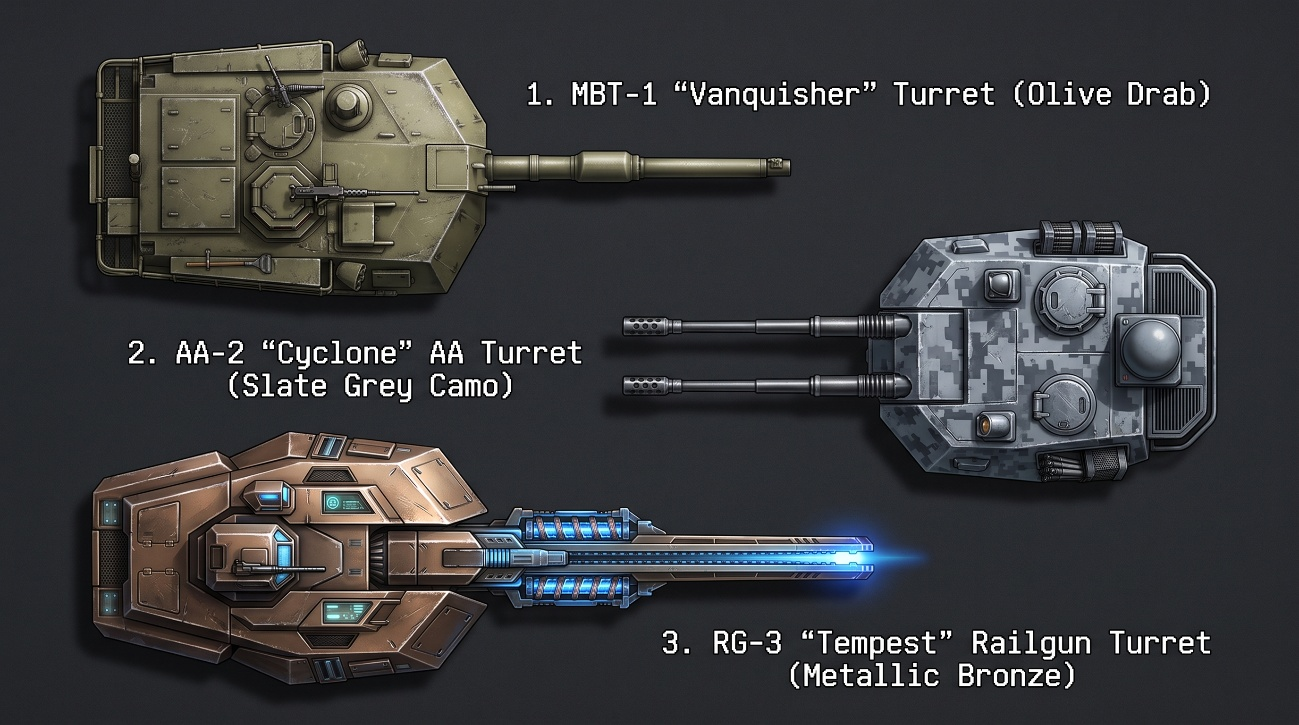 1. MBT-1 “Vanquisher” Turret (Olive Drab)
2. AA-2 “Cyclone” AA Turret
(Slate Grey Camo)
3. RG-3 “Tempest” Railgun Turret
(Metallic Bronze)